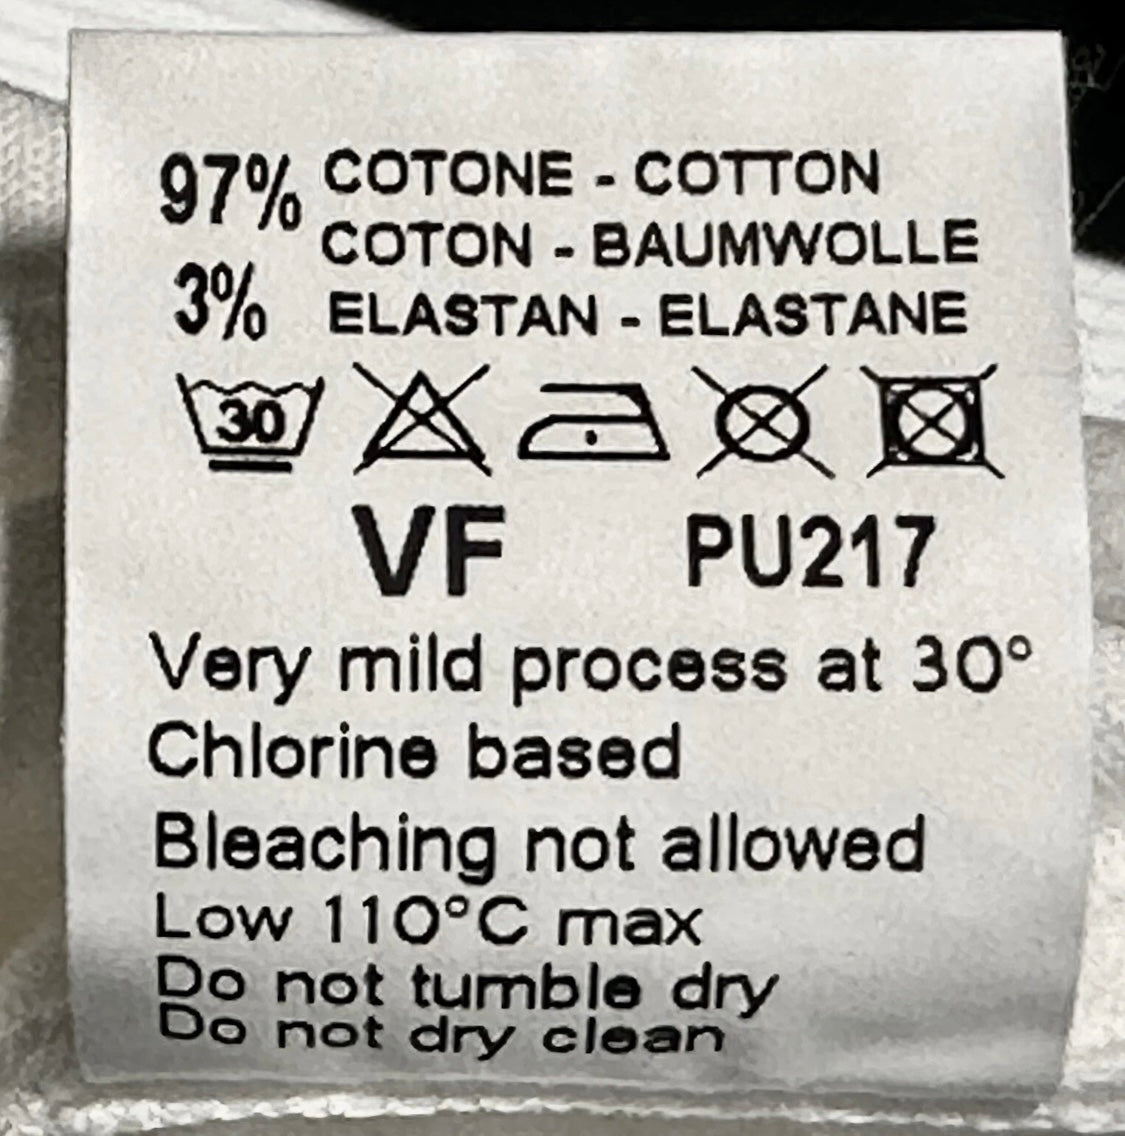 97% COTONE - COTTON
COTON - BAUMWOLLE
3% ELASTAN - ELASTANE
30
VF PU217
Very mild process at 30°
Chlorine based
Bleaching not allowed
Low 110°C max
Do not tumble dry
Do not dry clean